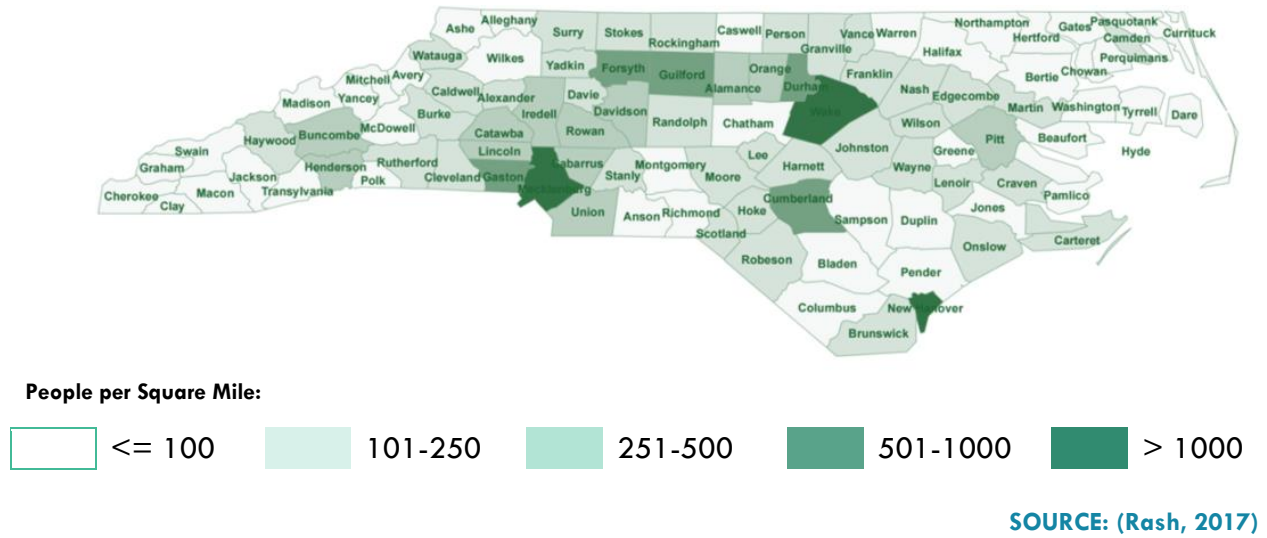 Ashe
Alleghany
Surry
Stokes
Rockingham
Caswell
Person
Granville
Vance
Warren
Northampton
Gates
Pasquotank
Camden
Currituck
Hertford
Perquimans
Halifax
Watauga
Wilkes
Yadkin
Forsyth
Guilford
Alamance
Orange
Durham
Franklin
Nash
Edgecombe
Bertie
Chowan
Mitchell
Avery
Caldwell
Alexander
Davie
Iredell
Davidson
Randolph
Chatham
Wake
Wilson
Martin
Washington
Tyrrell
Dare
Madison
Yancey
Burke
McDowell
Catawba
Rowan
Johnston
Pitt
Beaufort
Hyde
Haywood
Buncombe
Swain
Graham
Jackson
Henderson
Rutherford
Lincoln
Cleveland
Gaston
Cabarrus
Stanly
Montgomery
Moore
Lee
Harnett
Wayne
Greene
Lenoir
Craven
Pamlico
Cherokee
Macon
Clay
Transylvania
Polk
Mecklenburg
Union
Anson
Richmond
Hoke
Scotland
Cumberland
Sampson
Duplin
Jones
Onslow
Carteret
Robeson
Bladen
Pender
Columbus
New Hanover
Brunswick
People per Square Mile:
<= 100
101-250
251-500
501-1000
> 1000
SOURCE: (Rash, 2017)